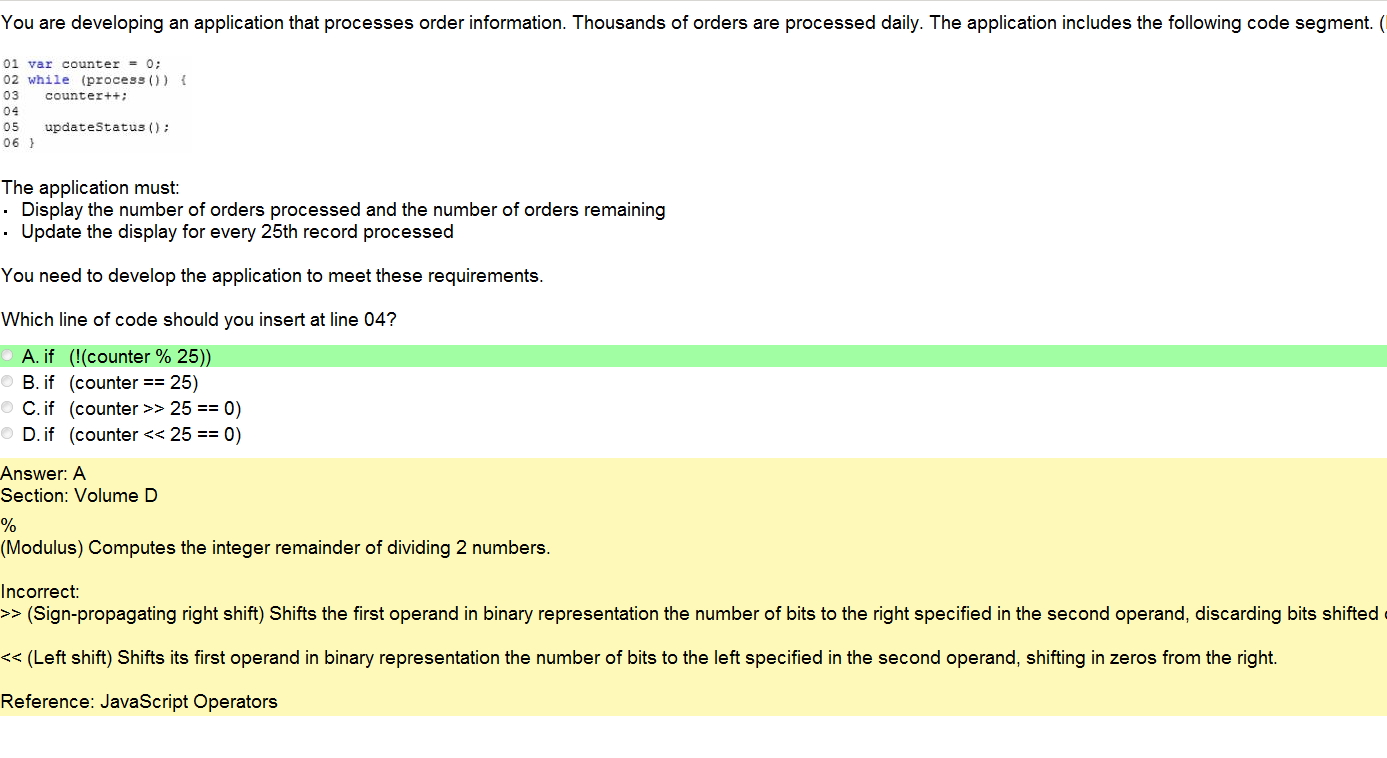 You are developing an application that processes order information. Thousands of orders are processed daily. The application includes the following code segment. (
01 var counter = 0;
02 while (process()) {
03 counter++;
04
05 updateStatus();
06 }
The application must:
· Display the number of orders processed and the number of orders remaining
· Update the display for every 25th record processed
You need to develop the application to meet these requirements.
Which line of code should you insert at line 04?
A. if (!(counter % 25))
B. if (counter == 25)
C. if (counter >> 25 == 0)
D. if (counter << 25 == 0)
Answer: A
Section: Volume D
%
(Modulus) Computes the integer remainder of dividing 2 numbers.
Incorrect:
>> (Sign-propagating right shift) Shifts the first operand in binary representation the number of bits to the right specified in the second operand, discarding bits shifted
<< (Left shift) Shifts its first operand in binary representation the number of bits to the left specified in the second operand, shifting in zeros from the right.
Reference: JavaScript Operators